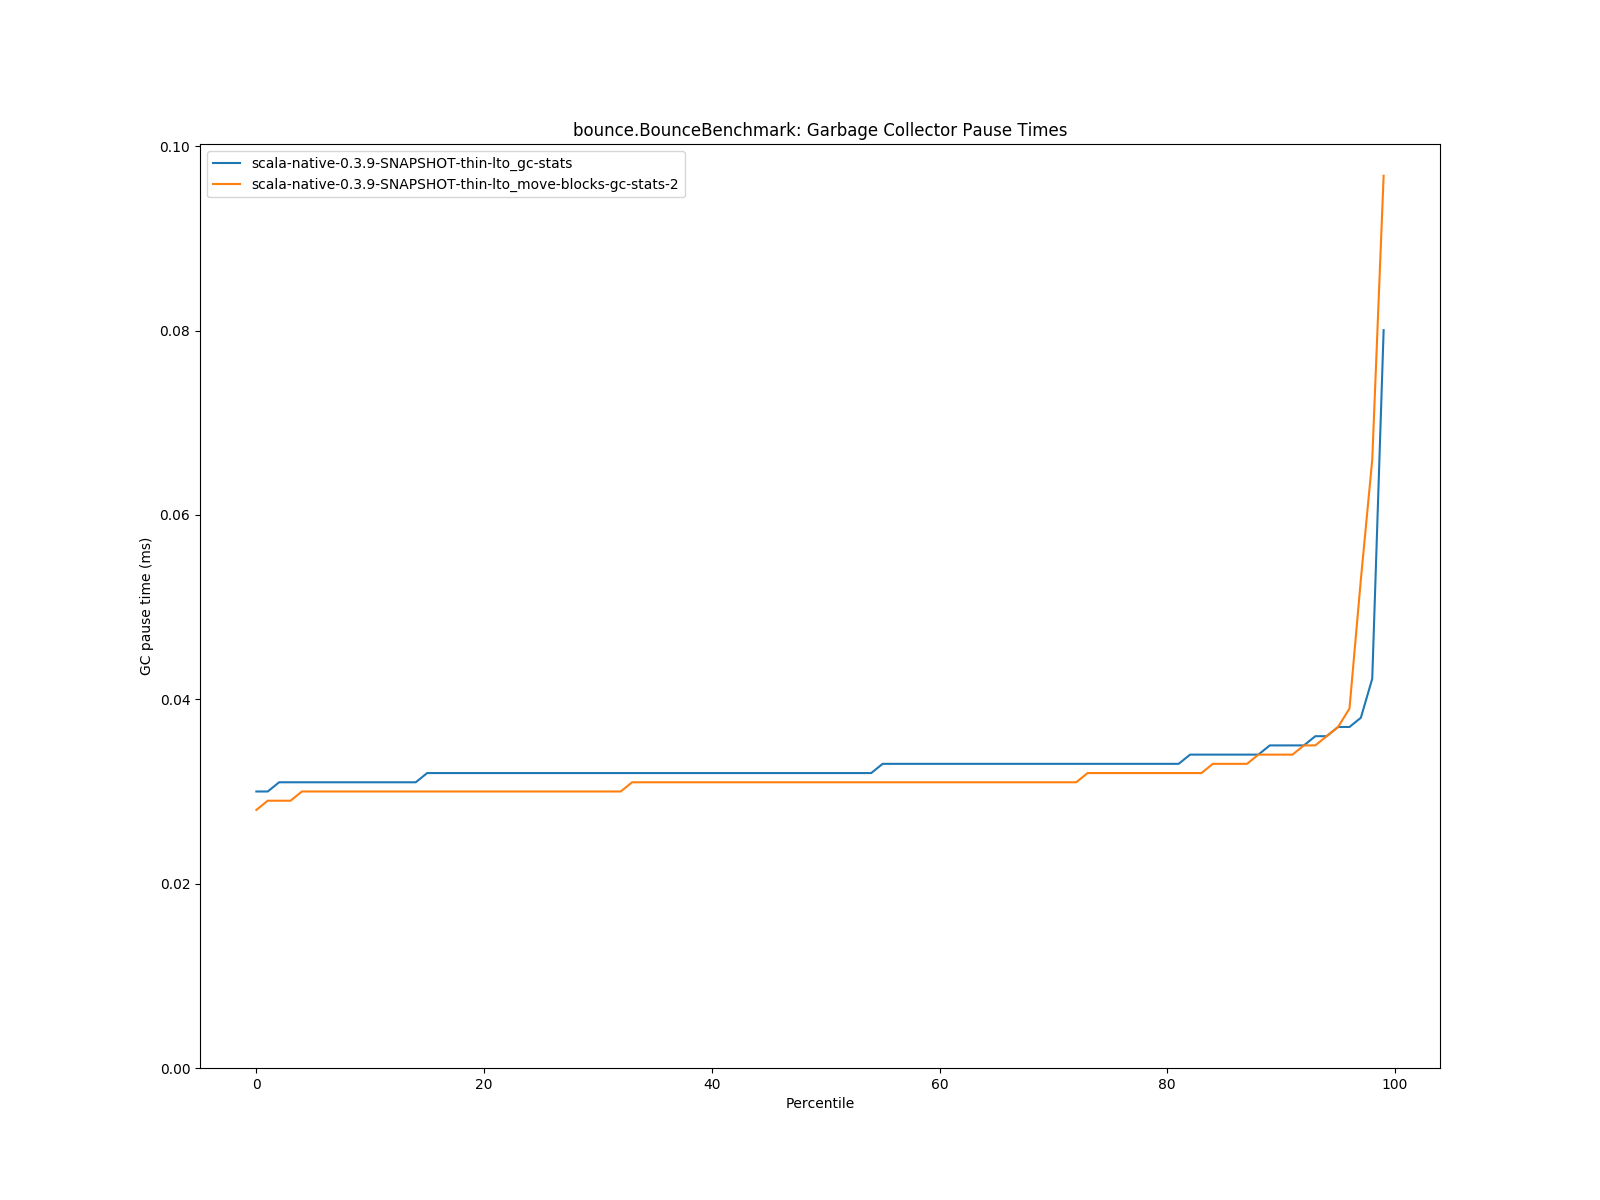 bounce.BounceBenchmark: Garbage Collector Pause Times
scala-native-0.3.9-SNAPSHOT-thin-lto_gc-stats
scala-native-0.3.9-SNAPSHOT-thin-lto_move-blocks-gc-stats-2
GC pause time (ms)
0.10
0.08
0.06
0.04
0.02
0.00
0 20 40 60 80 100
Percentile